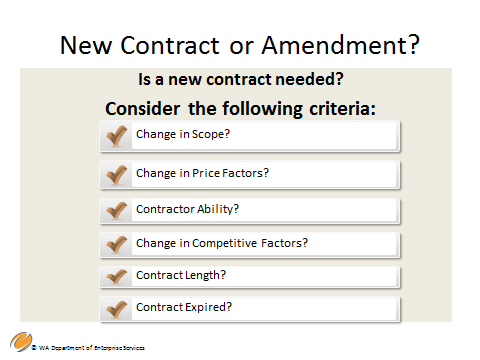 New Contract or Amendment?
Is a new contract needed?
Consider the following criteria:
Change in Scope?
Change in Price Factors?
Contractor Ability?
Change in Competitive Factors?
Contract Length?
Contract Expired?
© WA Department of Enterprise Services